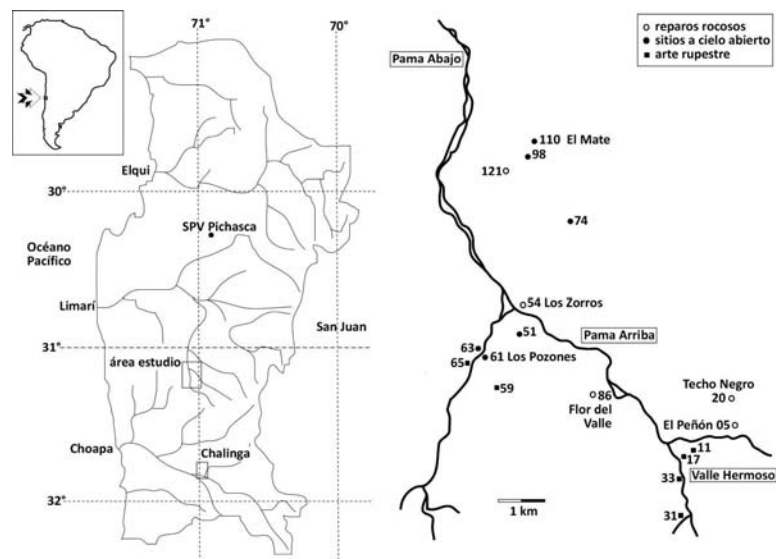 71°
70°
Elqui
30°
SPV Pichasca
Océano
Pacífico
Limarí
San Juan
31°
área estudio
Choapa
Chalinga
32°
reparos rocosos
sitios a cielo abierto
arte rupestre
Pama Abajo
110 El Mate
98
121
74
54 Los Zorros
51
Pama Arriba
63
61 Los Pozones
65
59
86
Flor del
Valle
Techo Negro
20
El Peñón 05
11
17
Valle Hermoso
33
31
1 km